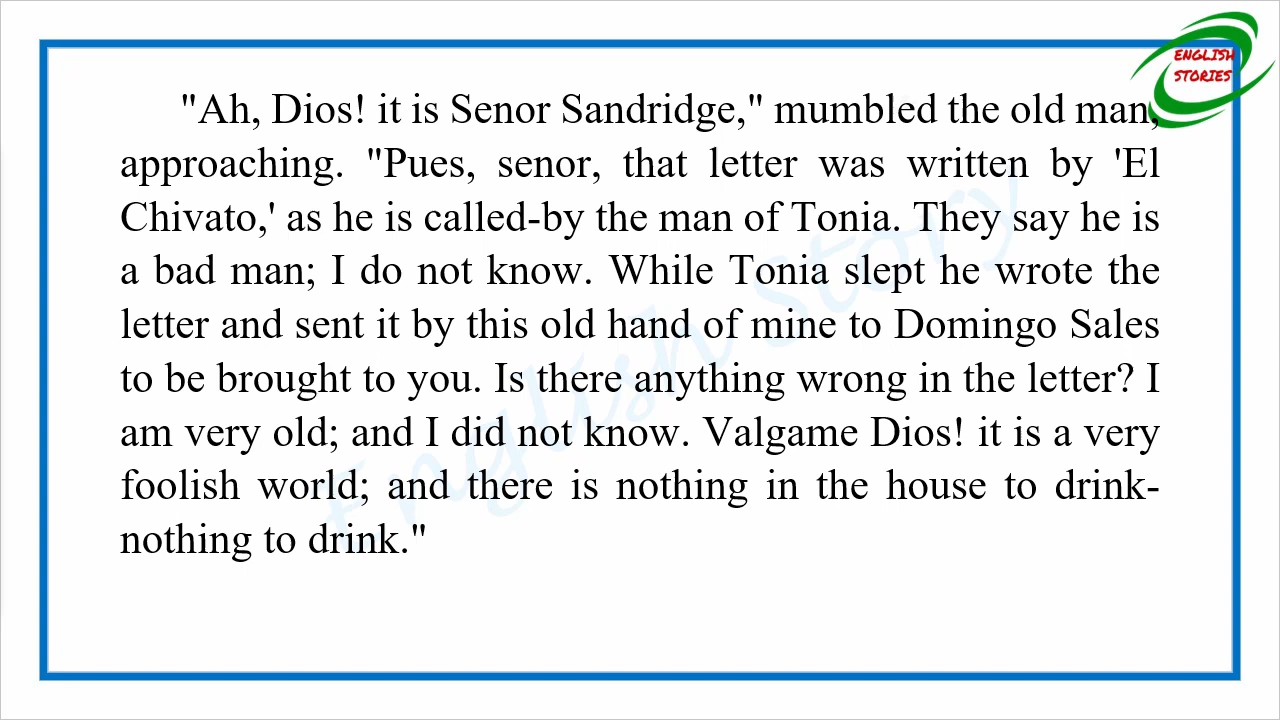 ENGLISH
STORIES
"Ah, Dios! it is Senor Sandridge," mumbled the old man,
approaching. "Pues, senor, that letter was written by 'El
Chivato,' as he is called-by the man of Tonia. They say he is
a bad man; I do not know. While Tonia slept he wrote the
letter and sent it by this old hand of mine to Domingo Sales
to be brought to you. Is there anything wrong in the letter? I
am very old; and I did not know. Valgame Dios! it is a very
foolish world; and there is nothing in the house to drink-
nothing to drink."
English Story